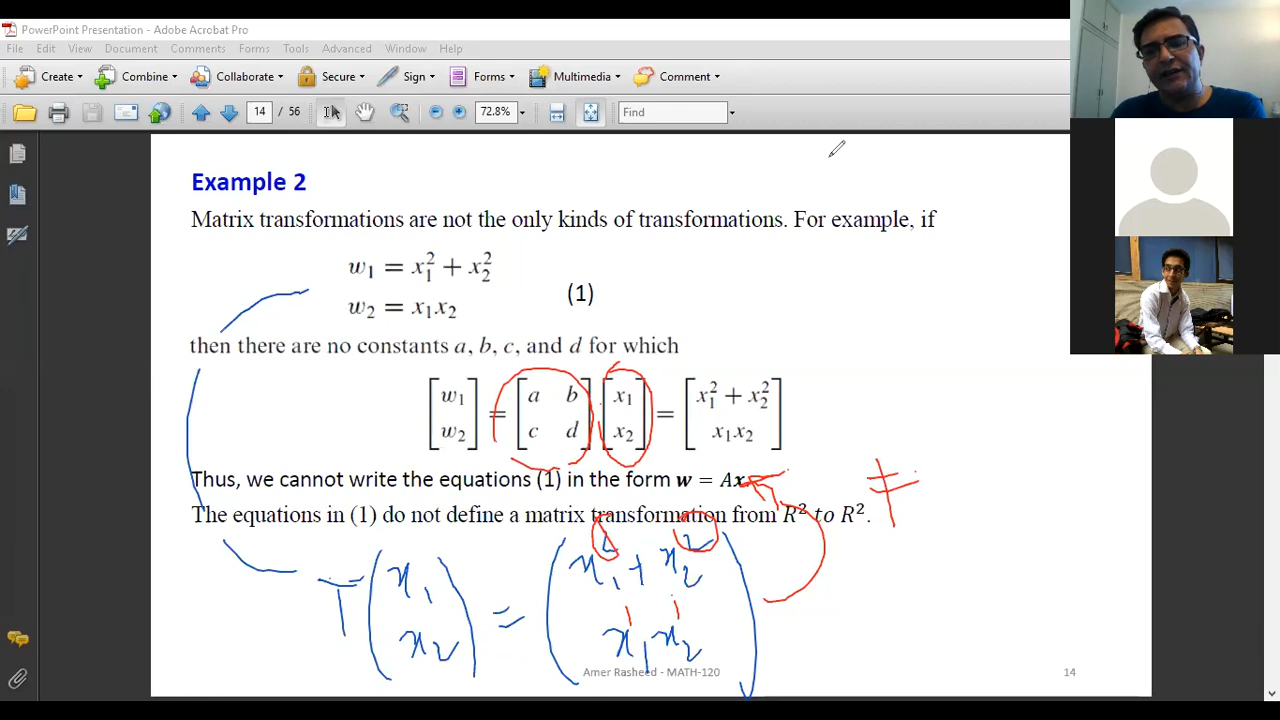 PowerPoint Presentation - Adobe Acrobat Pro
File Edit View Document Comments Forms Tools Advanced Window Help
Create Combine Collaborate Secure Sign Forms Multimedia Comment
14 / 56 72.8% Find
Example 2
Matrix transformations are not the only kinds of transformations. For example, if
w₁ = x₁² + x₂²
(1)
w₂ = x₁x₂
then there are no constants a, b, c, and d for which
[w₁ w₂] = [a b c d] [x₁ x₂] = [x₁² + x₂² x₁x₂]
Thus, we cannot write the equations (1) in the form w = Ax
≠
The equations in (1) do not define a matrix transformation from R² to R².
T(x₁ x₂) = (x₁² + x₂² x₁x₂)
Amer Rasheed - MATH-120
14